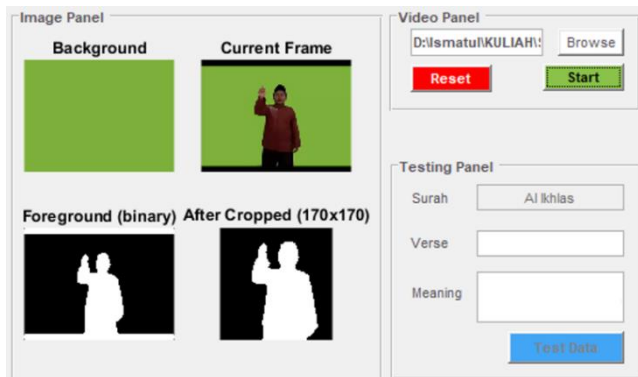 Image Panel
Background
Current Frame
Foreground (binary)
After Cropped (170x170)
Video Panel
D:\Ismatul\KULIAH\
Browse
Reset
Start
Testing Panel
Surah
Al Ikhlas
Verse
Meaning
Test Data